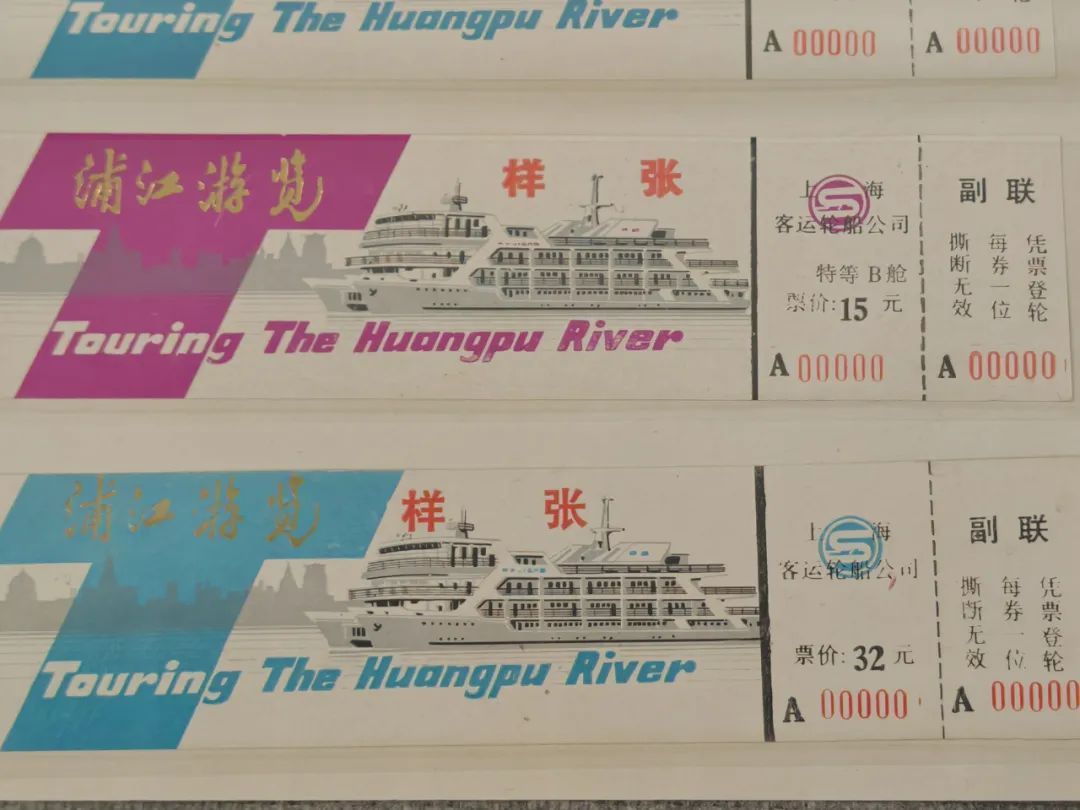 Touring The Huangpu River
A 00000
A 00000
浦江游览
样 张
Touring The Huangpu River
上 海
客运轮船公司
特等 B舱
票价: 15 元
A 00000
副 联
凭票登轮
每券一位
撕断无效
A 00000
浦江游览
样 张
Touring The Huangpu River
上 海
客运轮船公司
票价: 32 元
A 00000
副 联
凭票登轮
每券一位
撕断无效
A 00000